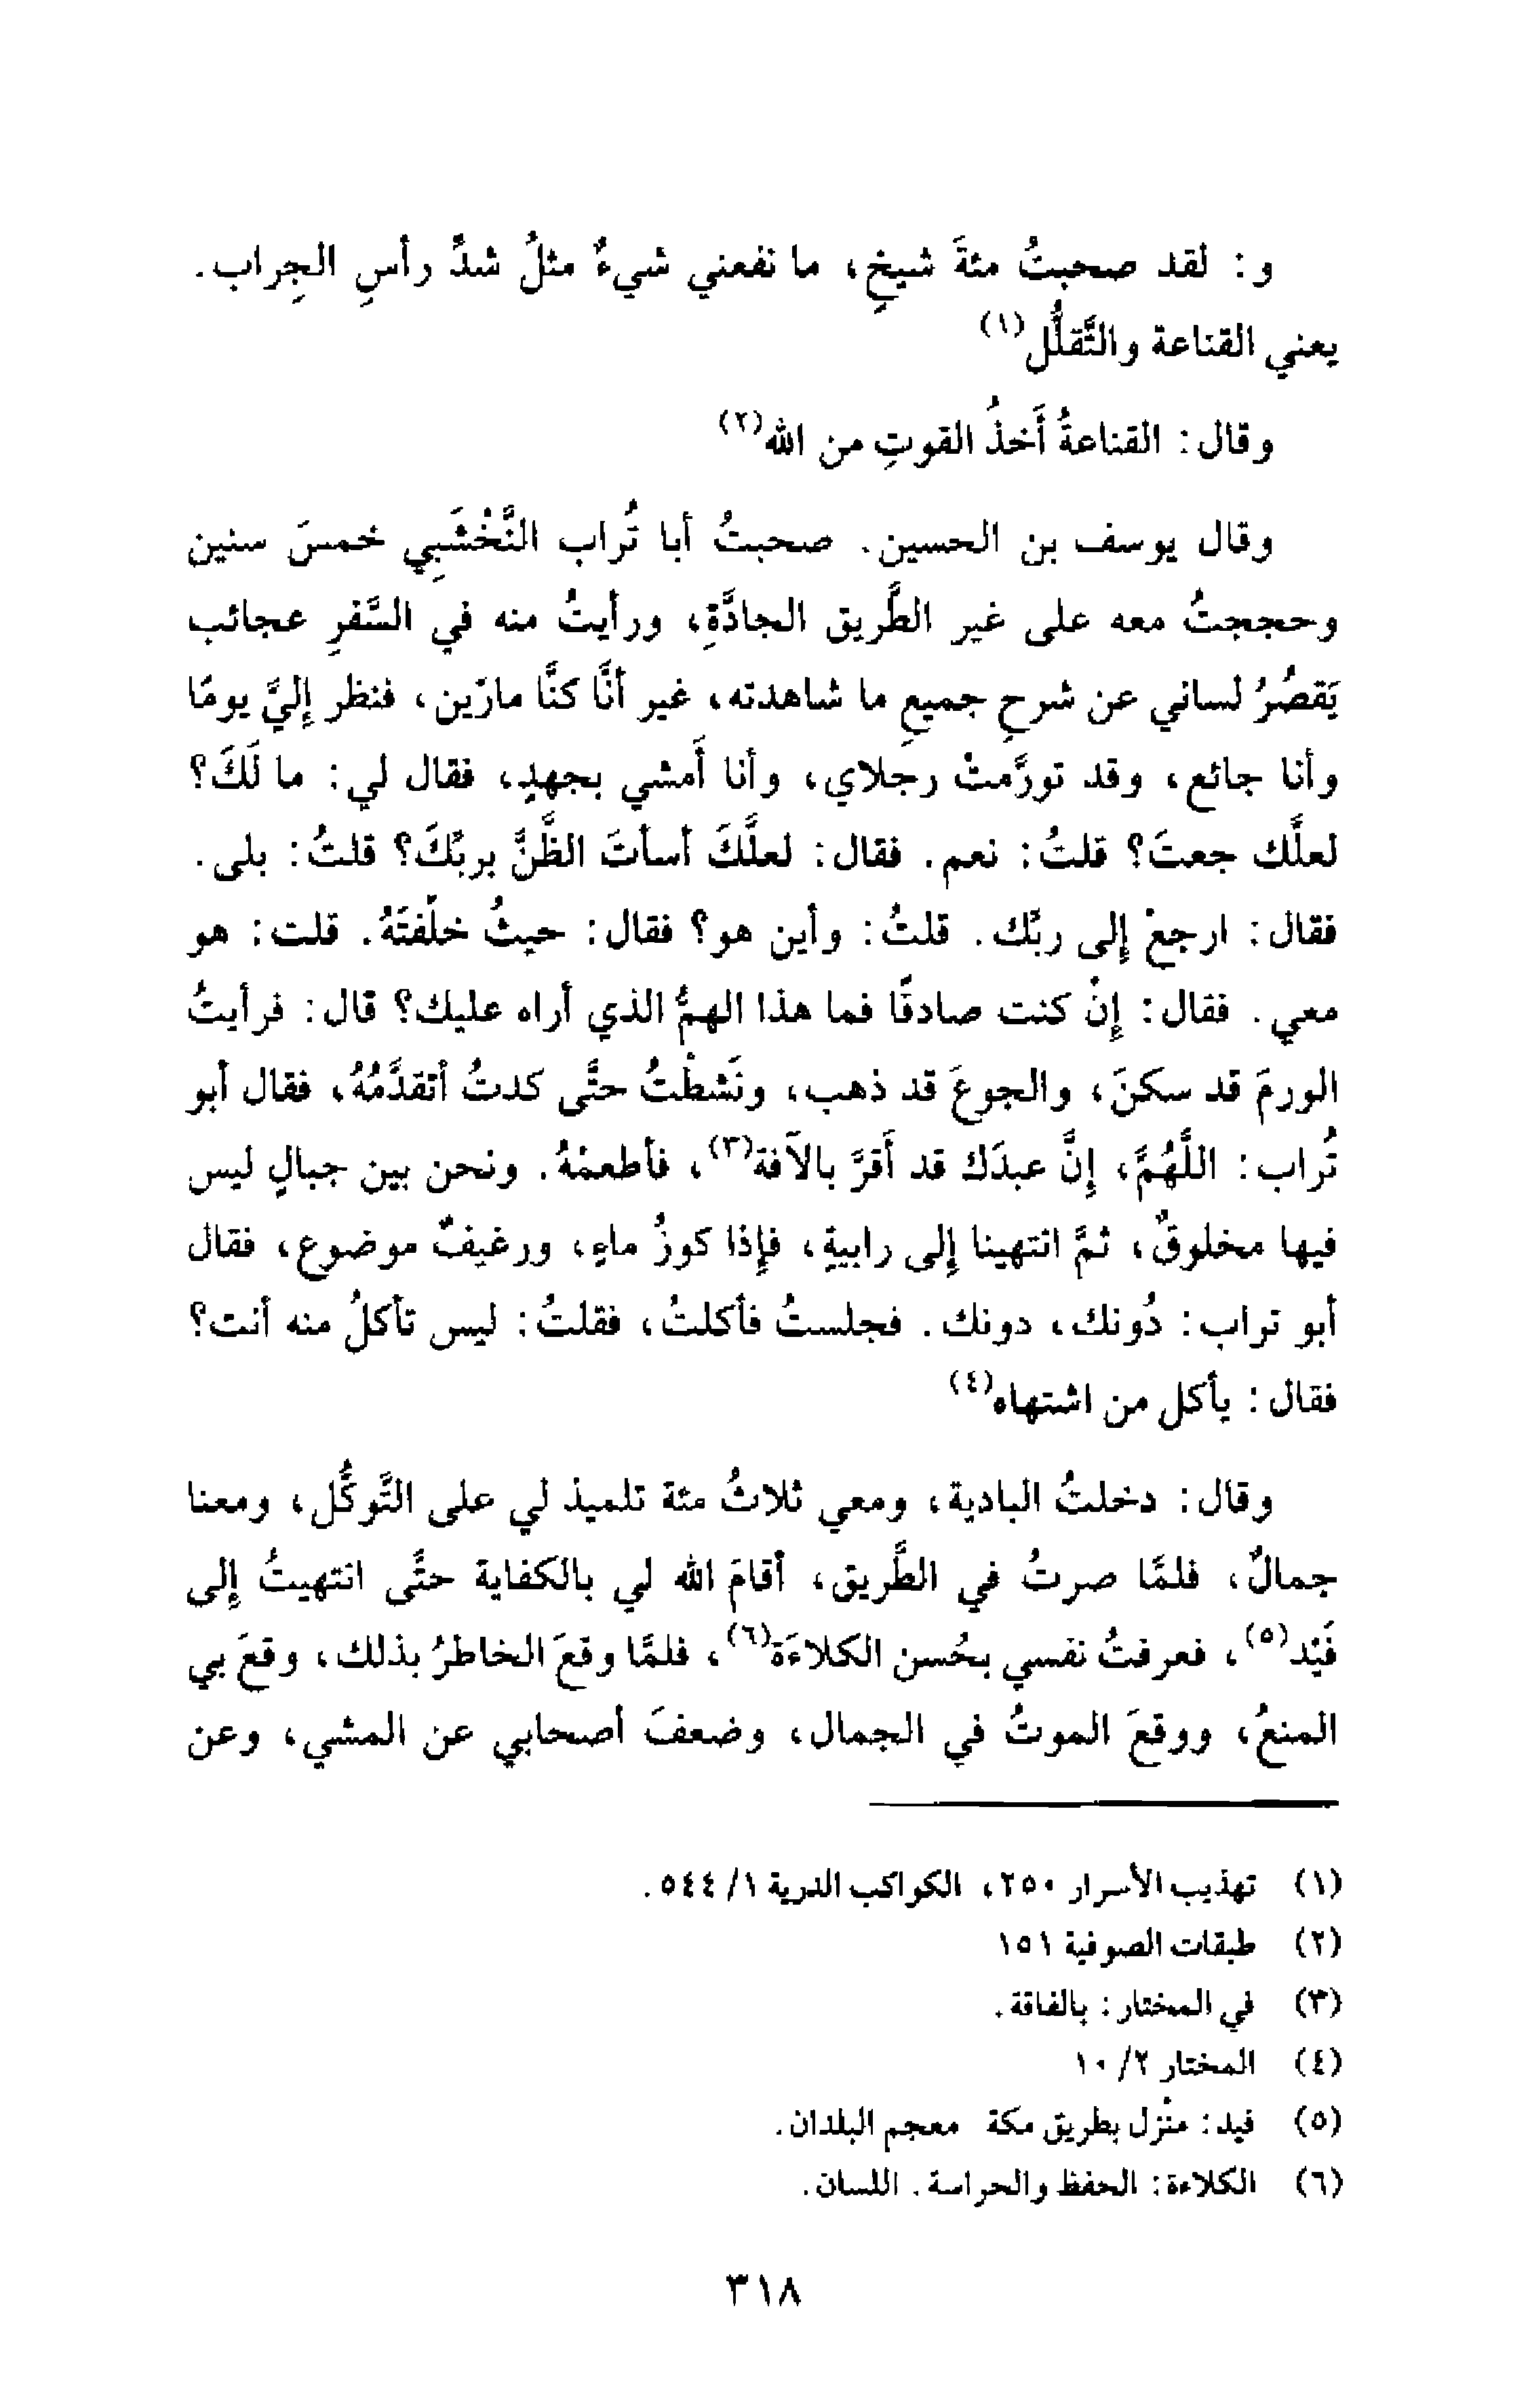 و: لقد صحبتُ مئةَ شيخٍ، ما نفعني شيءٌ مثلُ شدِّ رأسِ الجِراب.
يعني القناعة والتَّقلُّل(١)
وقال: القناعةُ أَخذُ القوتِ من الله(٢)
وقال يوسف بن الحسين. صحبتُ أبا تُراب النَّخْشَبِي خمسَ سنين
وحججتُ معه على غير الطَّريق الجادَّةِ، ورأيتُ منه في السَّفرِ عجائب
يَقصُرُ لساني عن شرحِ جميعِ ما شاهدته، غير أنَّا كنَّا مارّين، فنظر إليَّ يومًا
وأنا جائع، وقد تورَّمتْ رجلاي، وأنا أَمشي بجهدٍ، فقال لي: ما لَكَ؟
لعلَّك جعتَ؟ قلتُ: نعم. فقال: لعلَّكَ أسأتَ الظَّنَّ بربِّكَ؟ قلتُ: بلى.
فقال: ارجعْ إلى ربِّك. قلتُ: وأين هو؟ فقال: حيثُ خلّفتَهُ. قلت: هو
معي. فقال: إنْ كنت صادقًا فما هذا الهمُّ الذي أراه عليك؟ قال: فرأيتُ
الورمَ قد سكنَ، والجوعَ قد ذهب، ونَشطْتُ حتَّى كدتُ أتقدَّمُهُ، فقال أبو
تُراب: اللَّهُمَّ، إنَّ عبدَك قد أَقرَّ بالآفة(٣)، فأطعمْهُ. ونحن بين جبالٍ ليس
فيها مخلوقٌ، ثمَّ انتهينا إلى رابيةٍ، فإذا كوزُ ماءٍ، ورغيفٌ موضوع، فقال
أبو تراب: دُونك، دونك. فجلستُ فأكلتُ، فقلتُ: ليس تأكلُ منه أنت؟
فقال: يأكل من اشتهاه(٤)
وقال: دخلتُ البادية، ومعي ثلاثُ مئة تلميذ لي على التَّوكُّل، ومعنا
جمالٌ، فلمَّا صرتُ في الطَّريق، أقامَ الله لي بالكفاية حتَّى انتهيتُ إلى
فَيْد(٥)، فعرفتُ نفسي بحُسن الكلاءَة(٦)، فلمَّا وقعَ الخاطرُ بذلك، وقعَ بي
المنعُ، ووقعَ الموتُ في الجمال، وضعفَ أصحابي عن المشي، وعن
(١) تهذيب الأسرار ٢٥٠، الكواكب الدرية ١/ ٥٤٤.
(٢) طبقات الصوفية ١٥١
(٣) في المختار: بالفاقة.
(٤) المختار ٢/ ١٠
(٥) فيد: منْزل بطريق مكة معجم البلدان.
(٦) الكلاءة: الحفظ والحراسة. اللسان.
٣١٨